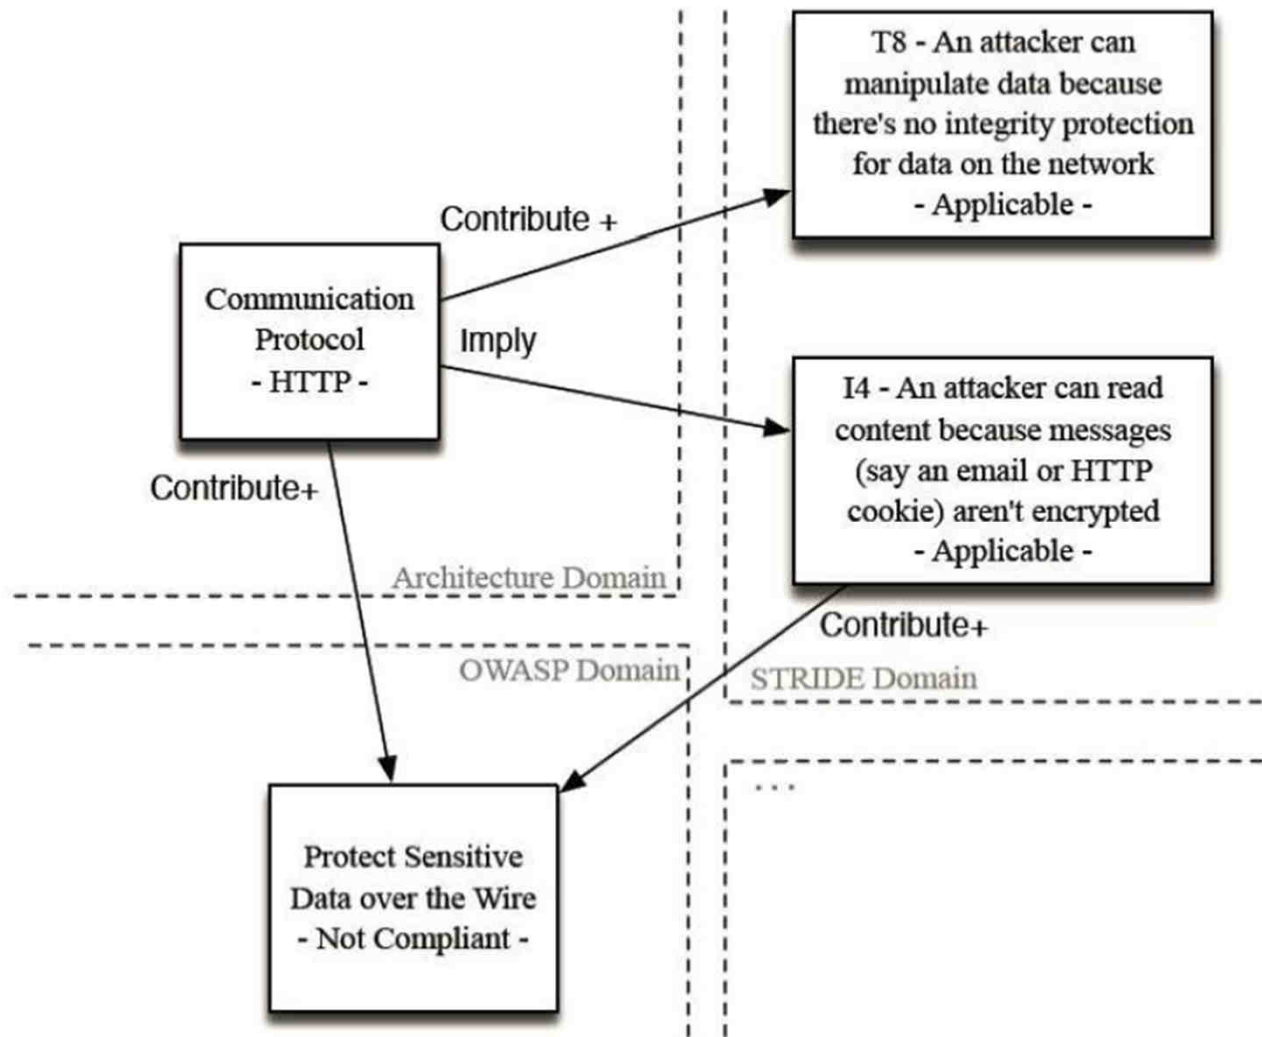 T8 - An attacker can
manipulate data because
there's no integrity protection
for data on the network
- Applicable -
Contribute +
Communication
Protocol
- HTTP -
Imply
I4 - An attacker can read
content because messages
(say an email or HTTP
cookie) aren't encrypted
- Applicable -
Contribute+
Architecture Domain
Contribute+
OWASP Domain
STRIDE Domain
...
Protect Sensitive
Data over the Wire
- Not Compliant -